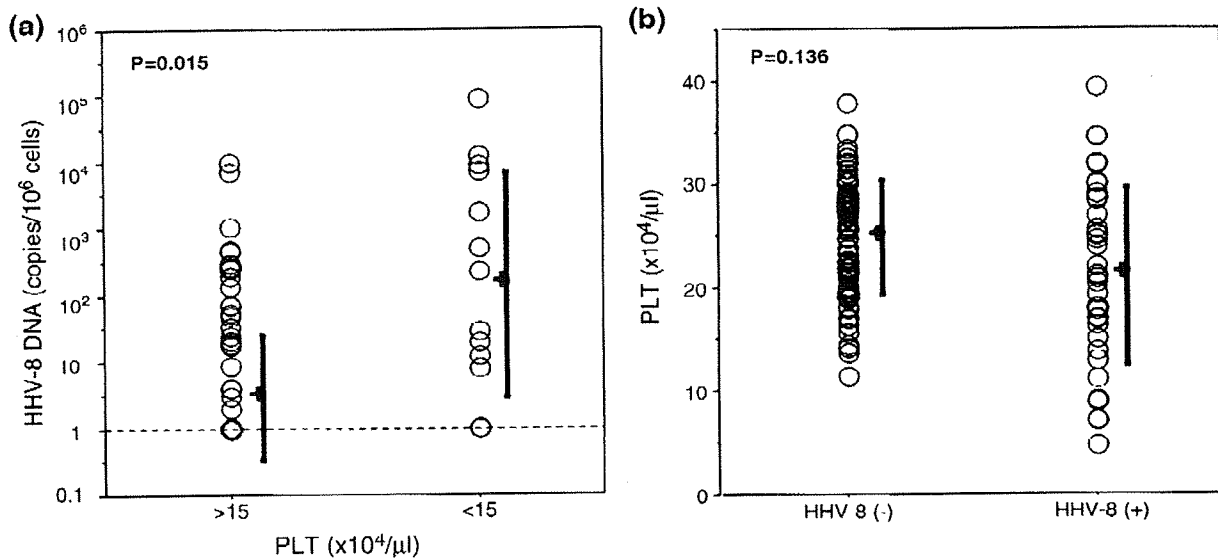 (a)
P=0.015
HHV-8 DNA (copies/10⁶ cells)
10⁶
10⁵
10⁴
10³
10²
10
1
0.1
>15
<15
PLT (x10⁴/µl)
(b)
P=0.136
PLT (x10⁴/µl)
40
30
20
10
0
HHV 8 (-)
HHV-8 (+)